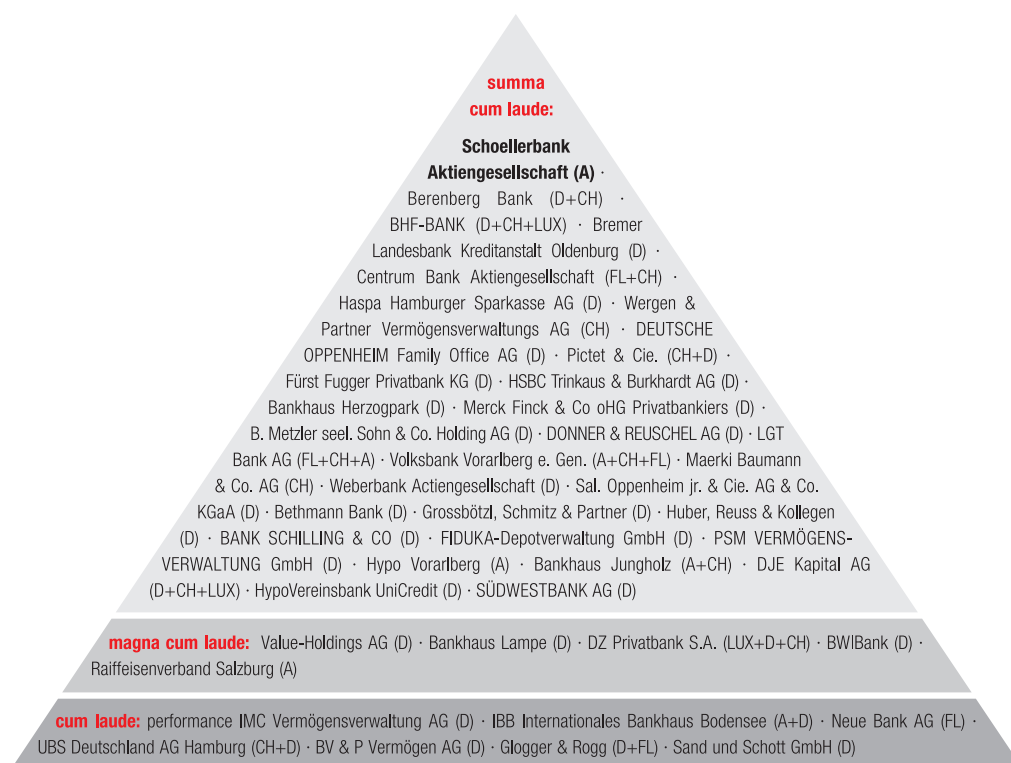 summa
cum laude:
Schoellerbank
Aktiengesellschaft (A) ·
Berenberg Bank (D+CH) ·
BHF-BANK (D+CH+LUX) · Bremer
Landesbank Kreditanstalt Oldenburg (D) ·
Centrum Bank Aktiengesellschaft (FL+CH) ·
Haspa Hamburger Sparkasse AG (D) · Wergen &
Partner Vermögensverwaltungs AG (CH) · DEUTSCHE
OPPENHEIM Family Office AG (D) · Pictet & Cie. (CH+D) ·
Fürst Fugger Privatbank KG (D) · HSBC Trinkaus & Burkhardt AG (D) ·
Bankhaus Herzogpark (D) · Merck Finck & Co oHG Privatbankiers (D) ·
B. Metzler seel. Sohn & Co. Holding AG (D) · DONNER & REUSCHEL AG (D) · LGT
Bank AG (FL+CH+A) · Volksbank Vorarlberg e. Gen. (A+CH+FL) · Maerki Baumann
& Co. AG (CH) · Weberbank Actiengesellschaft (D) · Sal. Oppenheim jr. & Cie. AG & Co.
KGaA (D) · Bethmann Bank (D) · Grossbötzl, Schmitz & Partner (D) · Huber, Reuss & Kollegen
(D) · BANK SCHILLING & CO (D) · FIDUKA-Depotverwaltung GmbH (D) · PSM VERMÖGENS-
VERWALTUNG GmbH (D) · Hypo Vorarlberg (A) · Bankhaus Jungholz (A+CH) · DJE Kapital AG
(D+CH+LUX) · HypoVereinsbank UniCredit (D) · SÜDWESTBANK AG (D)
magna cum laude: Value-Holdings AG (D) · Bankhaus Lampe (D) · DZ Privatbank S.A. (LUX+D+CH) · BWIBank (D) ·
Raiffeisenverband Salzburg (A)
cum laude: performance IMC Vermögensverwaltung AG (D) · IBB Internationales Bankhaus Bodensee (A+D) · Neue Bank AG (FL) ·
UBS Deutschland AG Hamburg (CH+D) · BV & P Vermögen AG (D) · Glogger & Rogg (D+FL) · Sand und Schott GmbH (D)